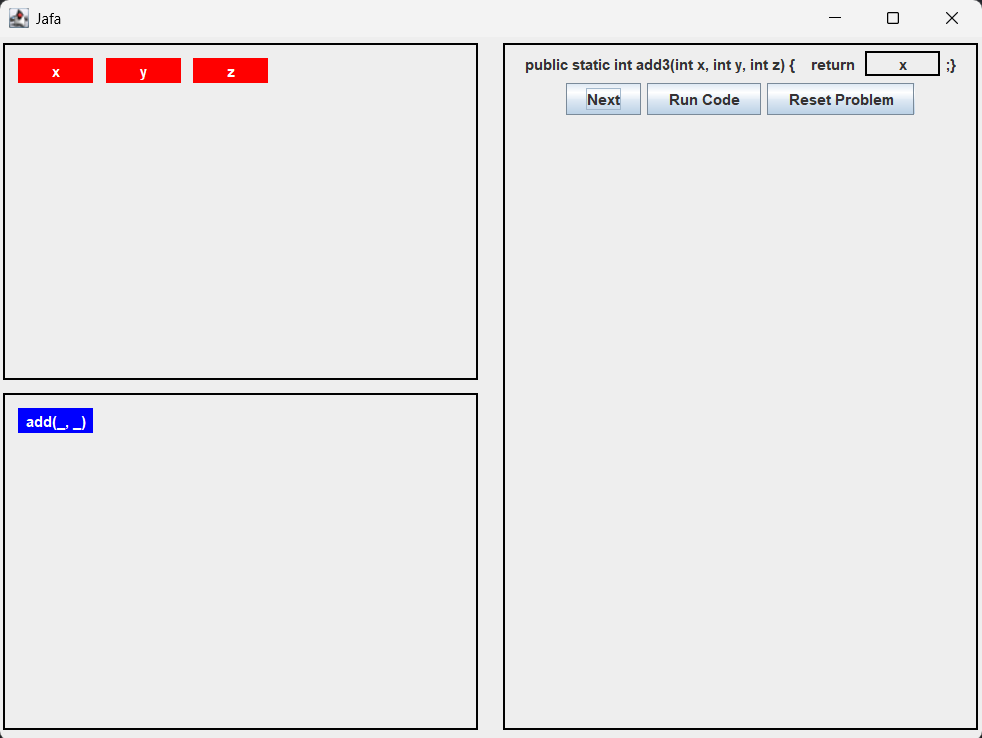 Jafa
x y z
add(_, _)
public static int add3(int x, int y, int z) { return x ;}
Next Run Code Reset Problem